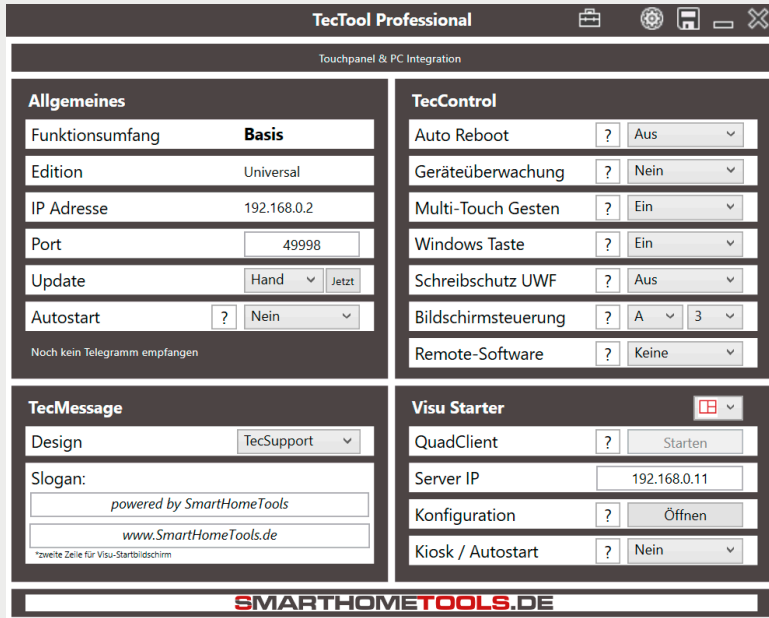 TecTool Professional
Touchpanel & PC Integration
Allgemeines
Funktionsumfang Basis
Edition Universal
IP Adresse 192.168.0.2
Port 49998
Update Hand Jetzt
Autostart ? Nein
Noch kein Telegramm empfangen
TecControl
Auto Reboot ? Aus
Geräteüberwachung ? Nein
Multi-Touch Gesten ? Ein
Windows Taste ? Ein
Schreibschutz UWF ? Aus
Bildschirmsteuerung ? A 3
Remote-Software ? Keine
TecMessage
Design TecSupport
Slogan:
powered by SmartHomeTools
www.SmartHomeTools.de
*zweite Zeile für Visu-Startbildschirm
Visu Starter
QuadClient ? Starten
Server IP 192.168.0.11
Konfiguration ? Öffnen
Kiosk / Autostart ? Nein
SMARTHOMETOOLS.DE